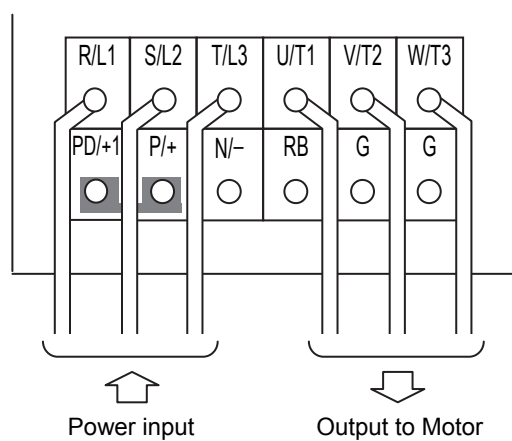 R/L1 S/L2 T/L3 U/T1 V/T2 W/T3
PD/+1 P/+ N/– RB G G
Power input Output to Motor